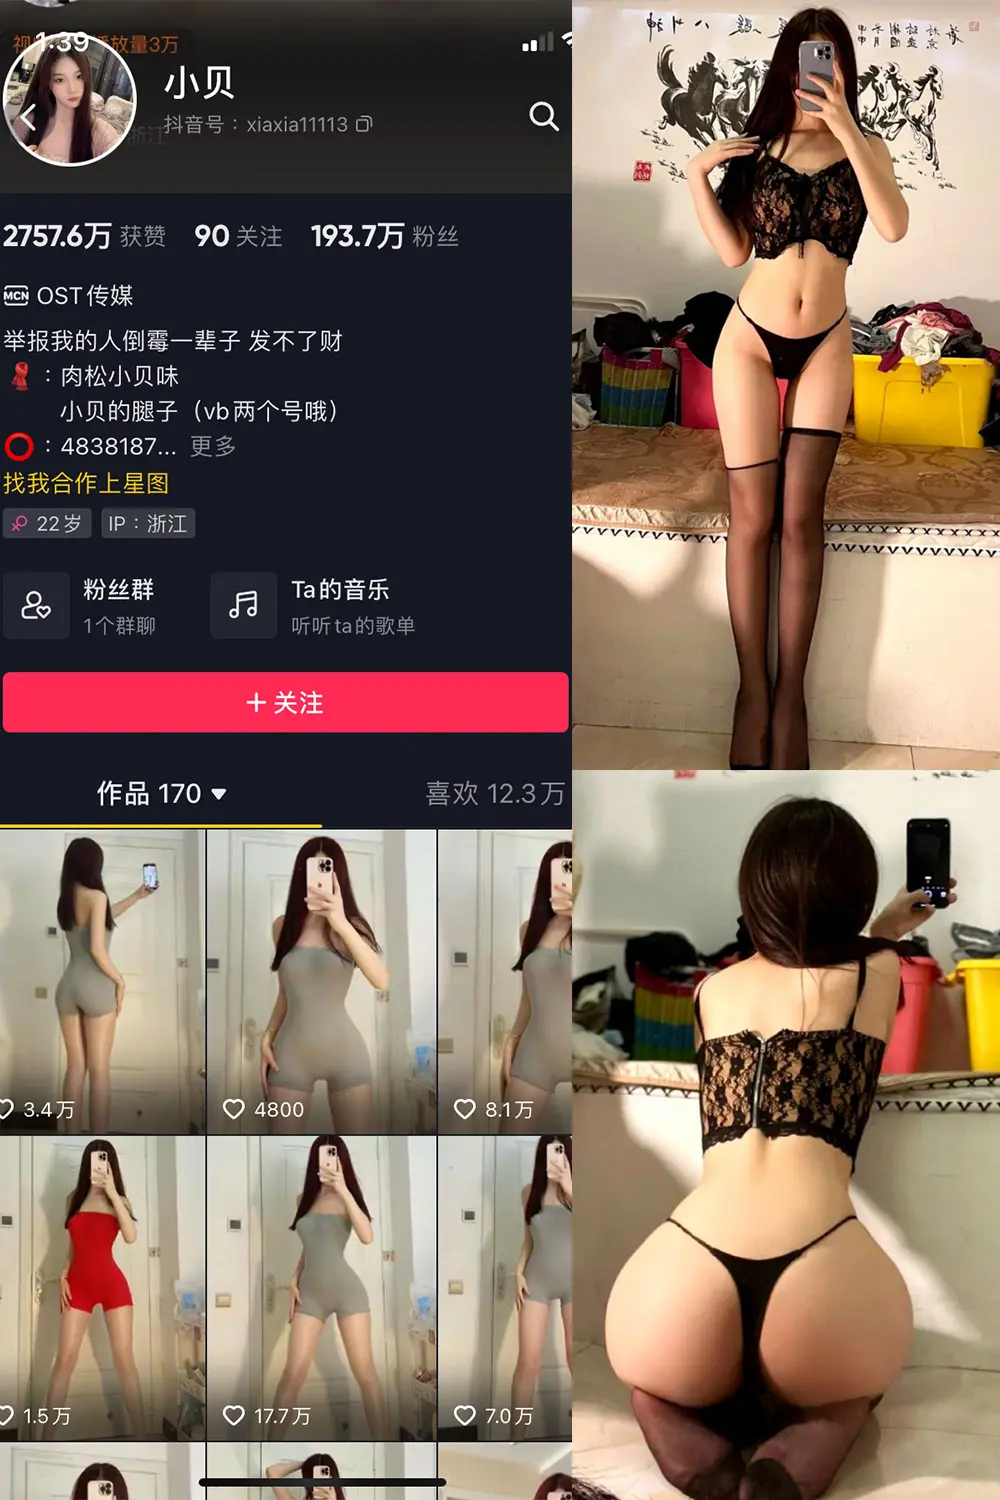 1:39
播放量3万
小贝
抖音号：xiaxia11113
浙江
2757.6万 获赞 90 关注 193.7万 粉丝
MCN OST传媒
举报我的人倒霉一辈子 发不了财
：肉松小贝味
小贝的腿子（vb两个号哦）
：4838187... 更多
找我合作上星图
22岁 IP：浙江
粉丝群
1个群聊
Ta的音乐
听听ta的歌单
+ 关注
作品 170
喜欢 12.3万
3.4万
4800
8.1万
1.5万
17.7万
7.0万